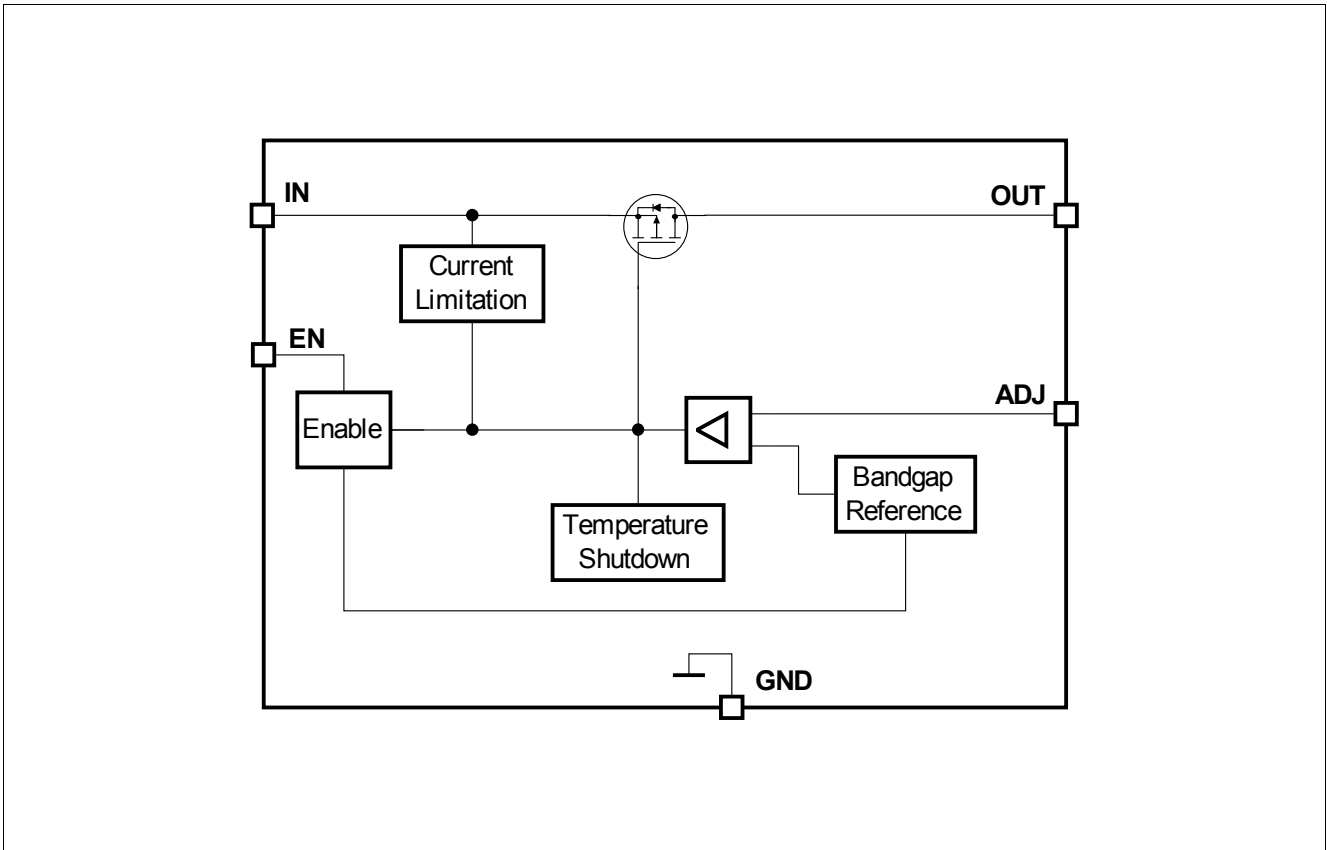 IN
OUT
Current
Limitation
EN
ADJ
Enable
Bandgap
Reference
Temperature
Shutdown
GND